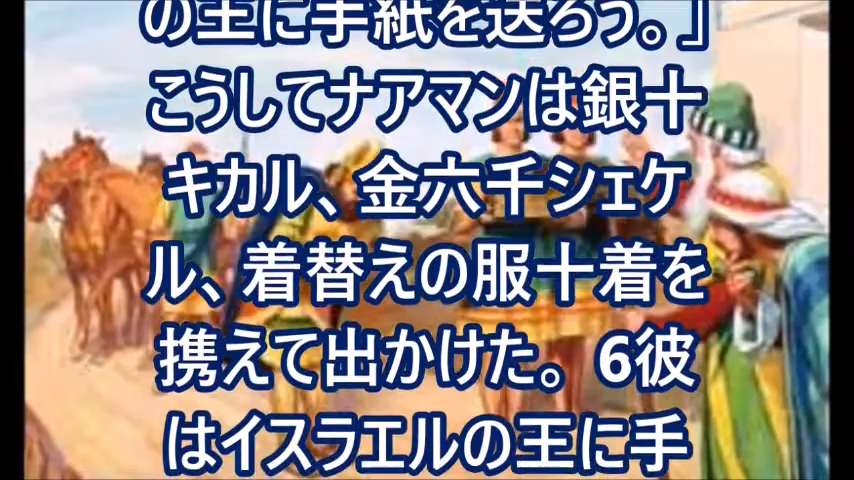 の王に手紙を送ろう。」
こうしてナアマンは銀十
キカル、金六千シェケ
ル、着替えの服十着を
携えて出かけた。6彼
はイスラエルの王に手